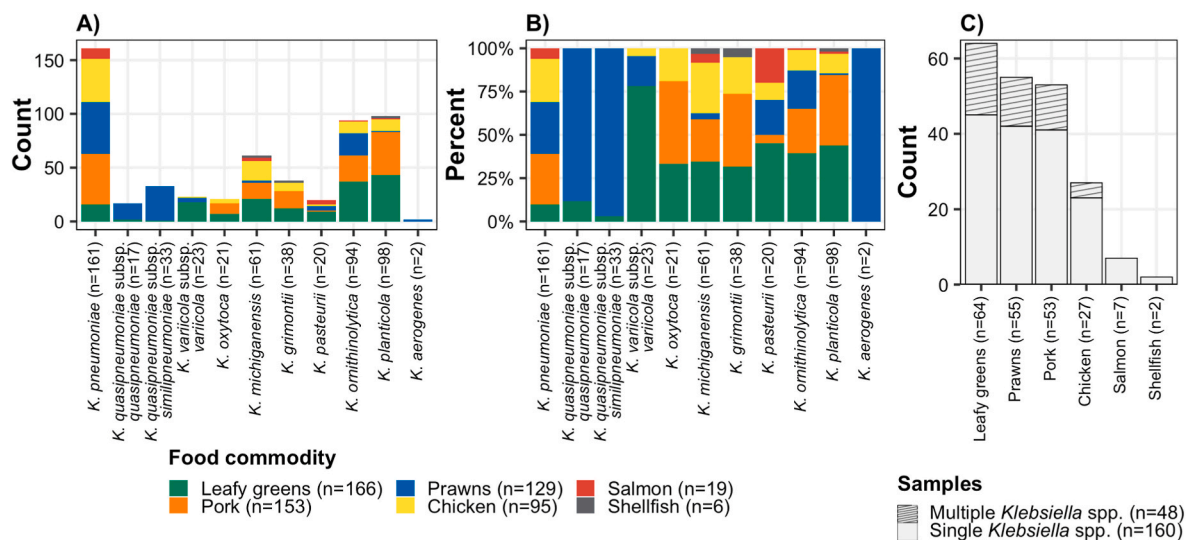 A)
Count
150
100
50
0
K. pneumoniae (n=161)
K. quasipneumoniae subsp.
quasipneumoniae (n=17)
K. quasipneumoniae subsp.
similipneumoniae (n=33)
K. variicola subsp.
variicola (n=23)
K. oxytoca (n=21)
K. michiganensis (n=61)
K. grimontii (n=38)
K. pasteurii (n=20)
K. ornithinolytica (n=94)
K. planticola (n=98)
K. aerogenes (n=2)
B)
Percent
100%
75%
50%
25%
0%
K. pneumoniae (n=161)
K. quasipneumoniae subsp.
quasipneumoniae (n=17)
K. quasipneumoniae subsp.
similipneumoniae (n=33)
K. variicola subsp.
variicola (n=23)
K. oxytoca (n=21)
K. michiganensis (n=61)
K. grimontii (n=38)
K. pasteurii (n=20)
K. ornithinolytica (n=94)
K. planticola (n=98)
K. aerogenes (n=2)
C)
Count
60
40
20
0
Leafy greens (n=64)
Prawns (n=55)
Pork (n=53)
Chicken (n=27)
Salmon (n=7)
Shellfish (n=2)
Food commodity
Leafy greens (n=166)
Pork (n=153)
Prawns (n=129)
Chicken (n=95)
Salmon (n=19)
Shellfish (n=6)
Samples
Multiple Klebsiella spp. (n=48)
Single Klebsiella spp. (n=160)